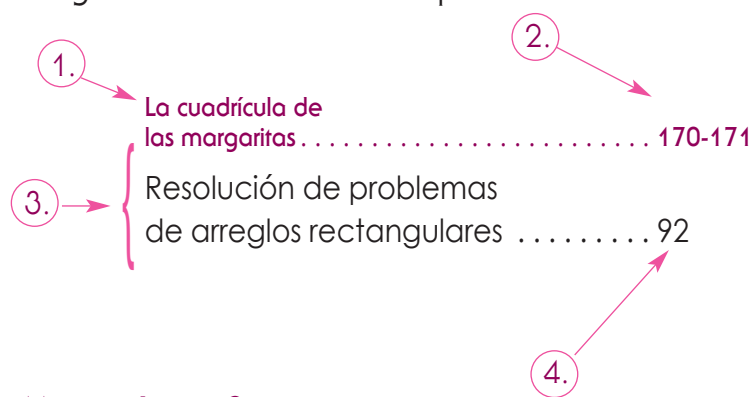 1.
2.
La cuadrícula de
las margaritas . . . . . . . . . . . . . . . . . . . . . . . . . 170-171
3.
Resolución de problemas
de arreglos rectangulares . . . . . . . . . 92
4.